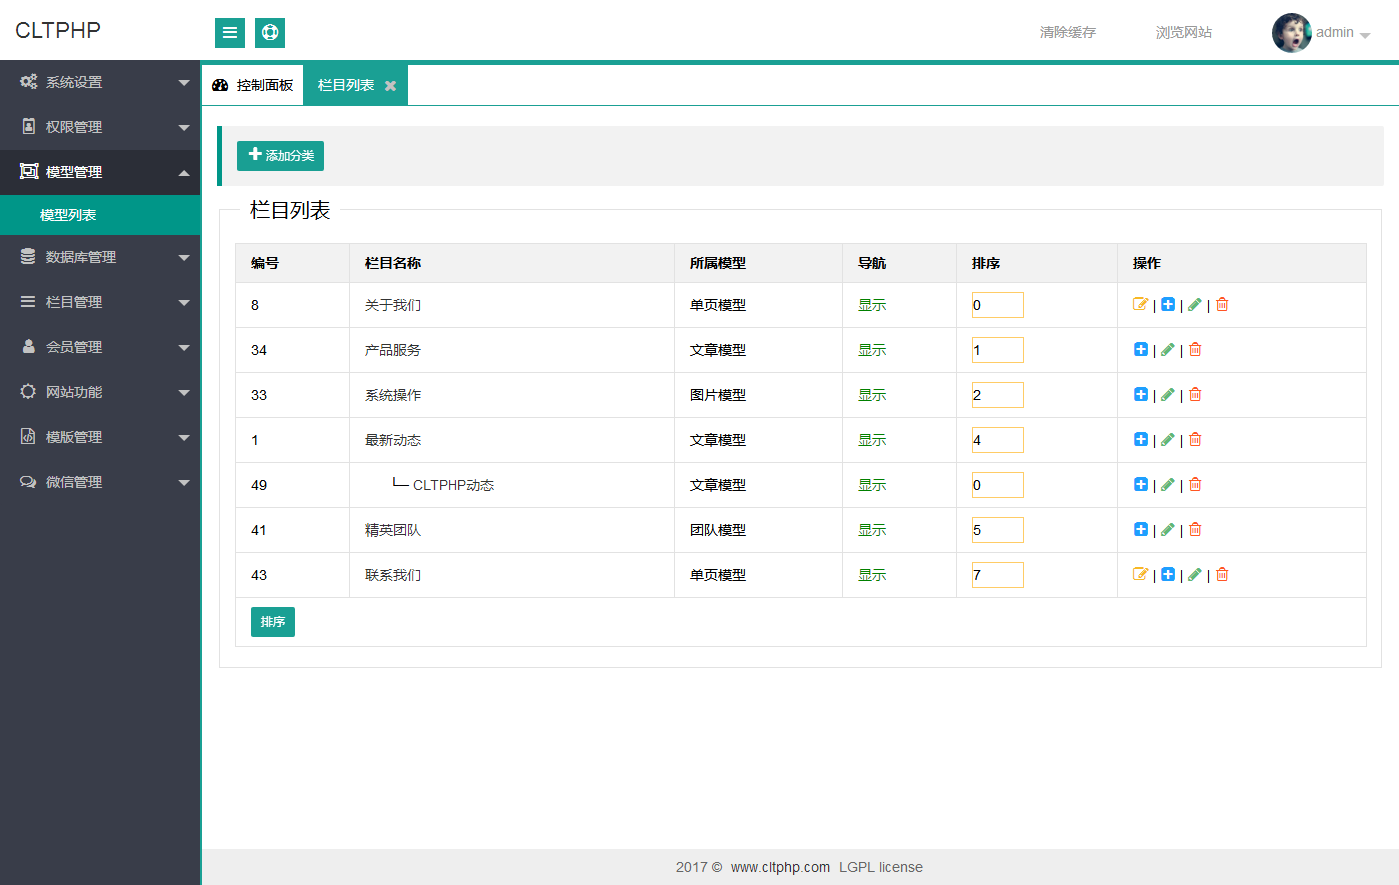 CLTPHP
清除缓存 浏览网站 admin
系统设置
权限管理
模型管理
模型列表
数据库管理
栏目管理
会员管理
网站功能
模版管理
微信管理
控制面板 栏目列表
添加分类
栏目列表
编号 栏目名称 所属模型 导航 排序 操作
8 关于我们 单页模型 显示 0 | | |
34 产品服务 文章模型 显示 1 | |
33 系统操作 图片模型 显示 2 | |
1 最新动态 文章模型 显示 4 | |
49 └─ CLTPHP动态 文章模型 显示 0 | |
41 精英团队 团队模型 显示 5 | |
43 联系我们 单页模型 显示 7 | | |
排序
2017 © www.cltphp.com LGPL license